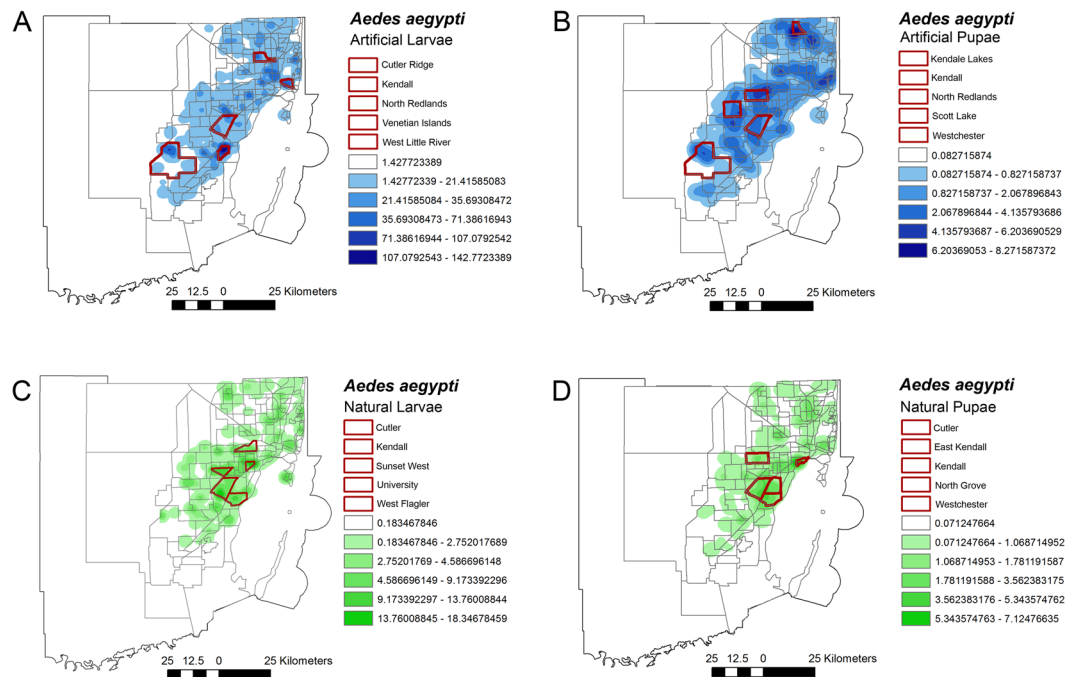 A
Aedes aegypti
Artificial Larvae
Cutler Ridge
Kendall
North Redlands
Venetian Islands
West Little River
1.427723389
1.42772339 - 21.41585083
21.41585084 - 35.69308472
35.69308473 - 71.38616943
71.38616944 - 107.0792542
107.0792543 - 142.7723389
25 12.5 0 25 Kilometers
B
Aedes aegypti
Artificial Pupae
Kendale Lakes
Kendall
North Redlands
Scott Lake
Westchester
0.082715874
0.082715874 - 0.827158737
0.827158737 - 2.067896843
2.067896844 - 4.135793686
4.135793687 - 6.203690529
6.20369053 - 8.271587372
25 12.5 0 25 Kilometers
C
Aedes aegypti
Natural Larvae
Cutler
Kendall
Sunset West
University
West Flagler
0.183467846
0.183467846 - 2.752017689
2.75201769 - 4.586696148
4.586696149 - 9.173392296
9.173392297 - 13.76008844
13.76008845 - 18.34678459
25 12.5 0 25 Kilometers
D
Aedes aegypti
Natural Pupae
Cutler
East Kendall
Kendall
North Grove
Westchester
0.071247664
0.071247664 - 1.068714952
1.068714953 - 1.781191587
1.781191588 - 3.562383175
3.562383176 - 5.343574762
5.343574763 - 7.12476635
25 12.5 0 25 Kilometers